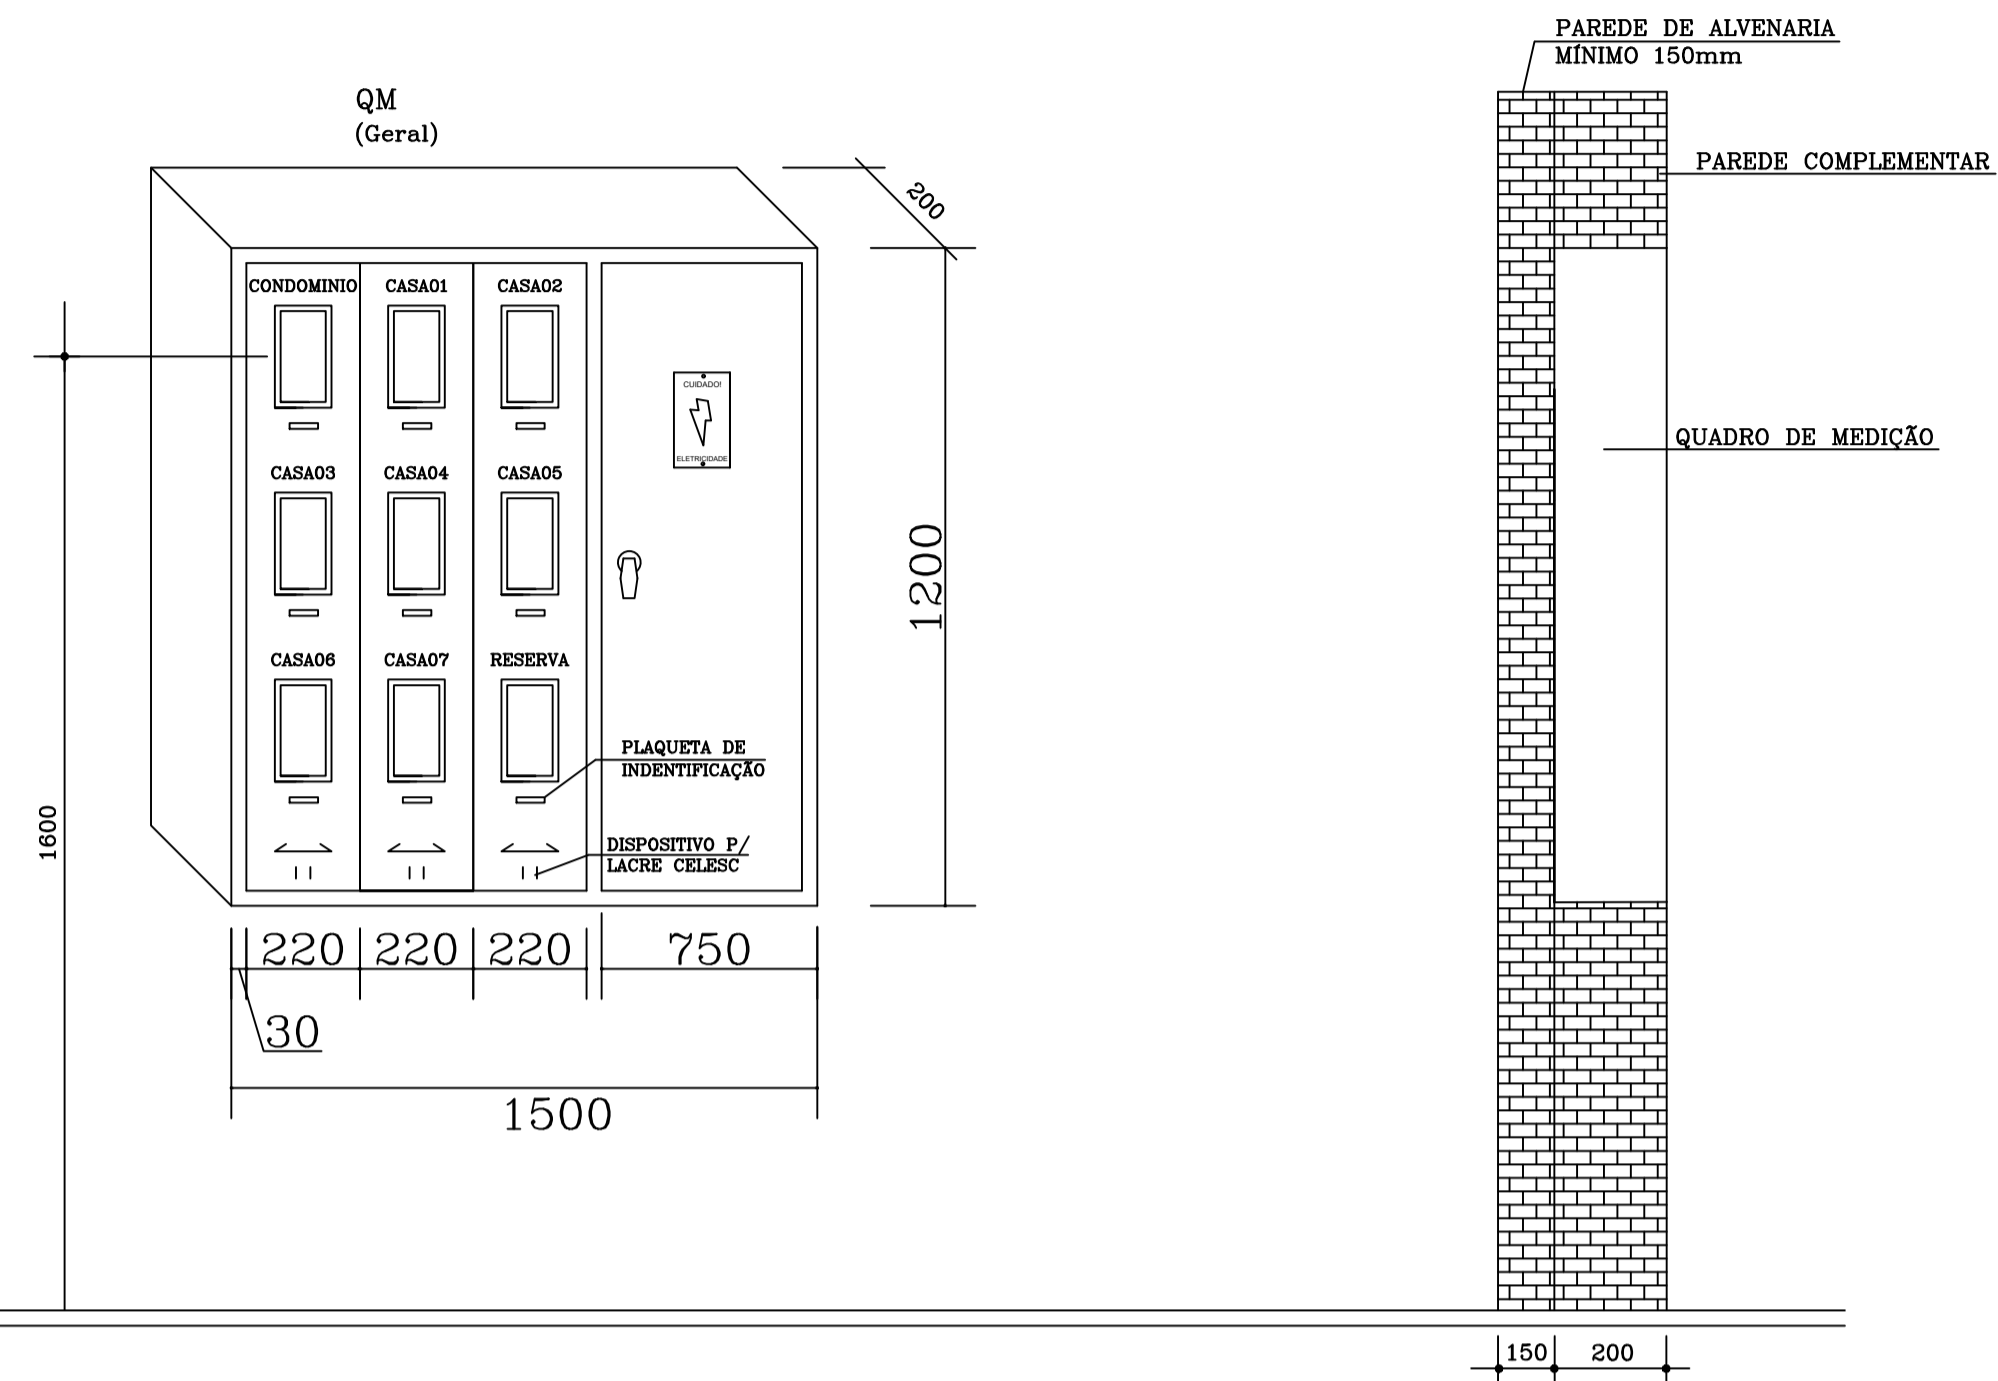 PAREDE DE ALVENARIA
MÍNIMO 150mm
QM
(Geral)
PAREDE COMPLEMENTAR
200
CONDOMINIO CASA01 CASA02
CUIDADO!
ELETRICIDADE
QUADRO DE MEDIÇÃO
CASA03 CASA04 CASA05
1200
CASA06 CASA07 RESERVA
PLAQUETA DE
INDENTIFICAÇÃO
1600
DISPOSITIVO P/
LACRE CELESC
220 220 220 750
30
1500
150 200